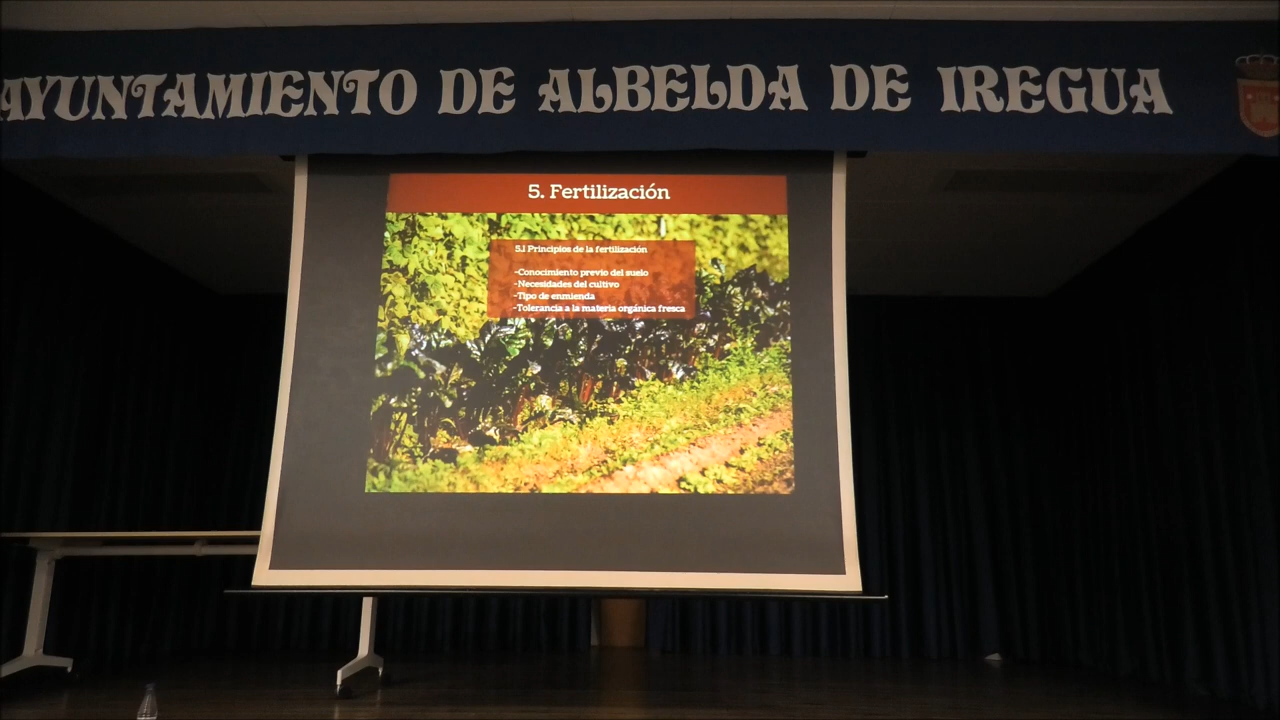 AYUNTAMIENTO DE ALBELDA DE IREGUA
5. Fertilización
5.1 Principios de la fertilización
-Conocimiento previo del suelo
-Necesidades del cultivo
-Tipo de enmienda
-Tolerancia a la materia orgánica fresca